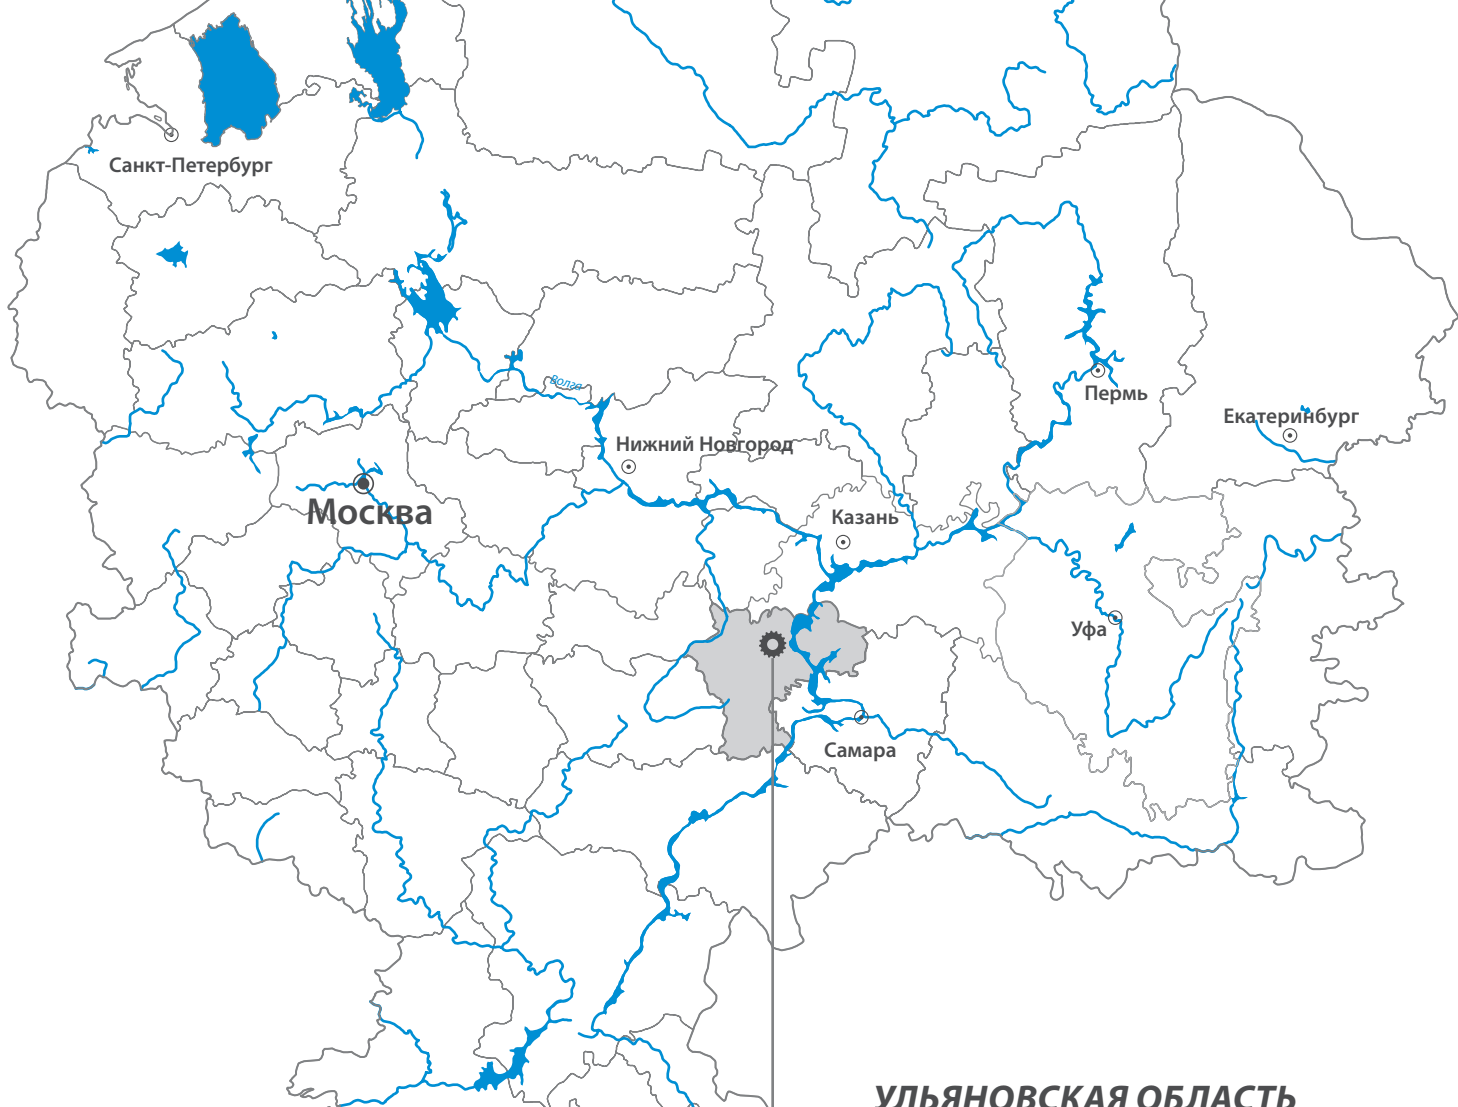 Санкт-Петербург
Волга
Пермь
Екатеринбург
Нижний Новгород
Москва
Казань
Уфа
Самара
УЛЬЯНОВСКАЯ ОБЛАСТЬ